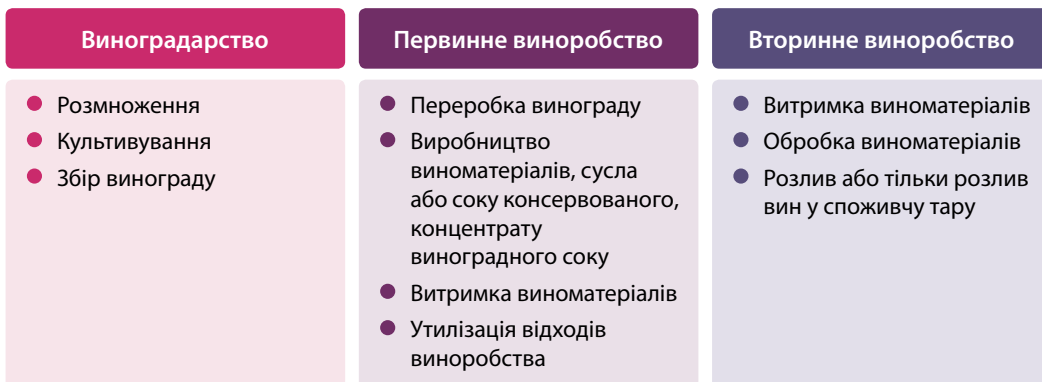 Виноградарство
Розмноження
Культивування
Збір винограду
Первинне виноробство
Переробка винограду
Виробництво
виноматеріалів, сусла
або соку консервованого,
концентрату
виноградного соку
Витримка виноматеріалів
Утилізація відходів
виноробства
Вторинне виноробство
Витримка виноматеріалів
Обробка виноматеріалів
Розлив або тільки розлив
вин у споживчу тару